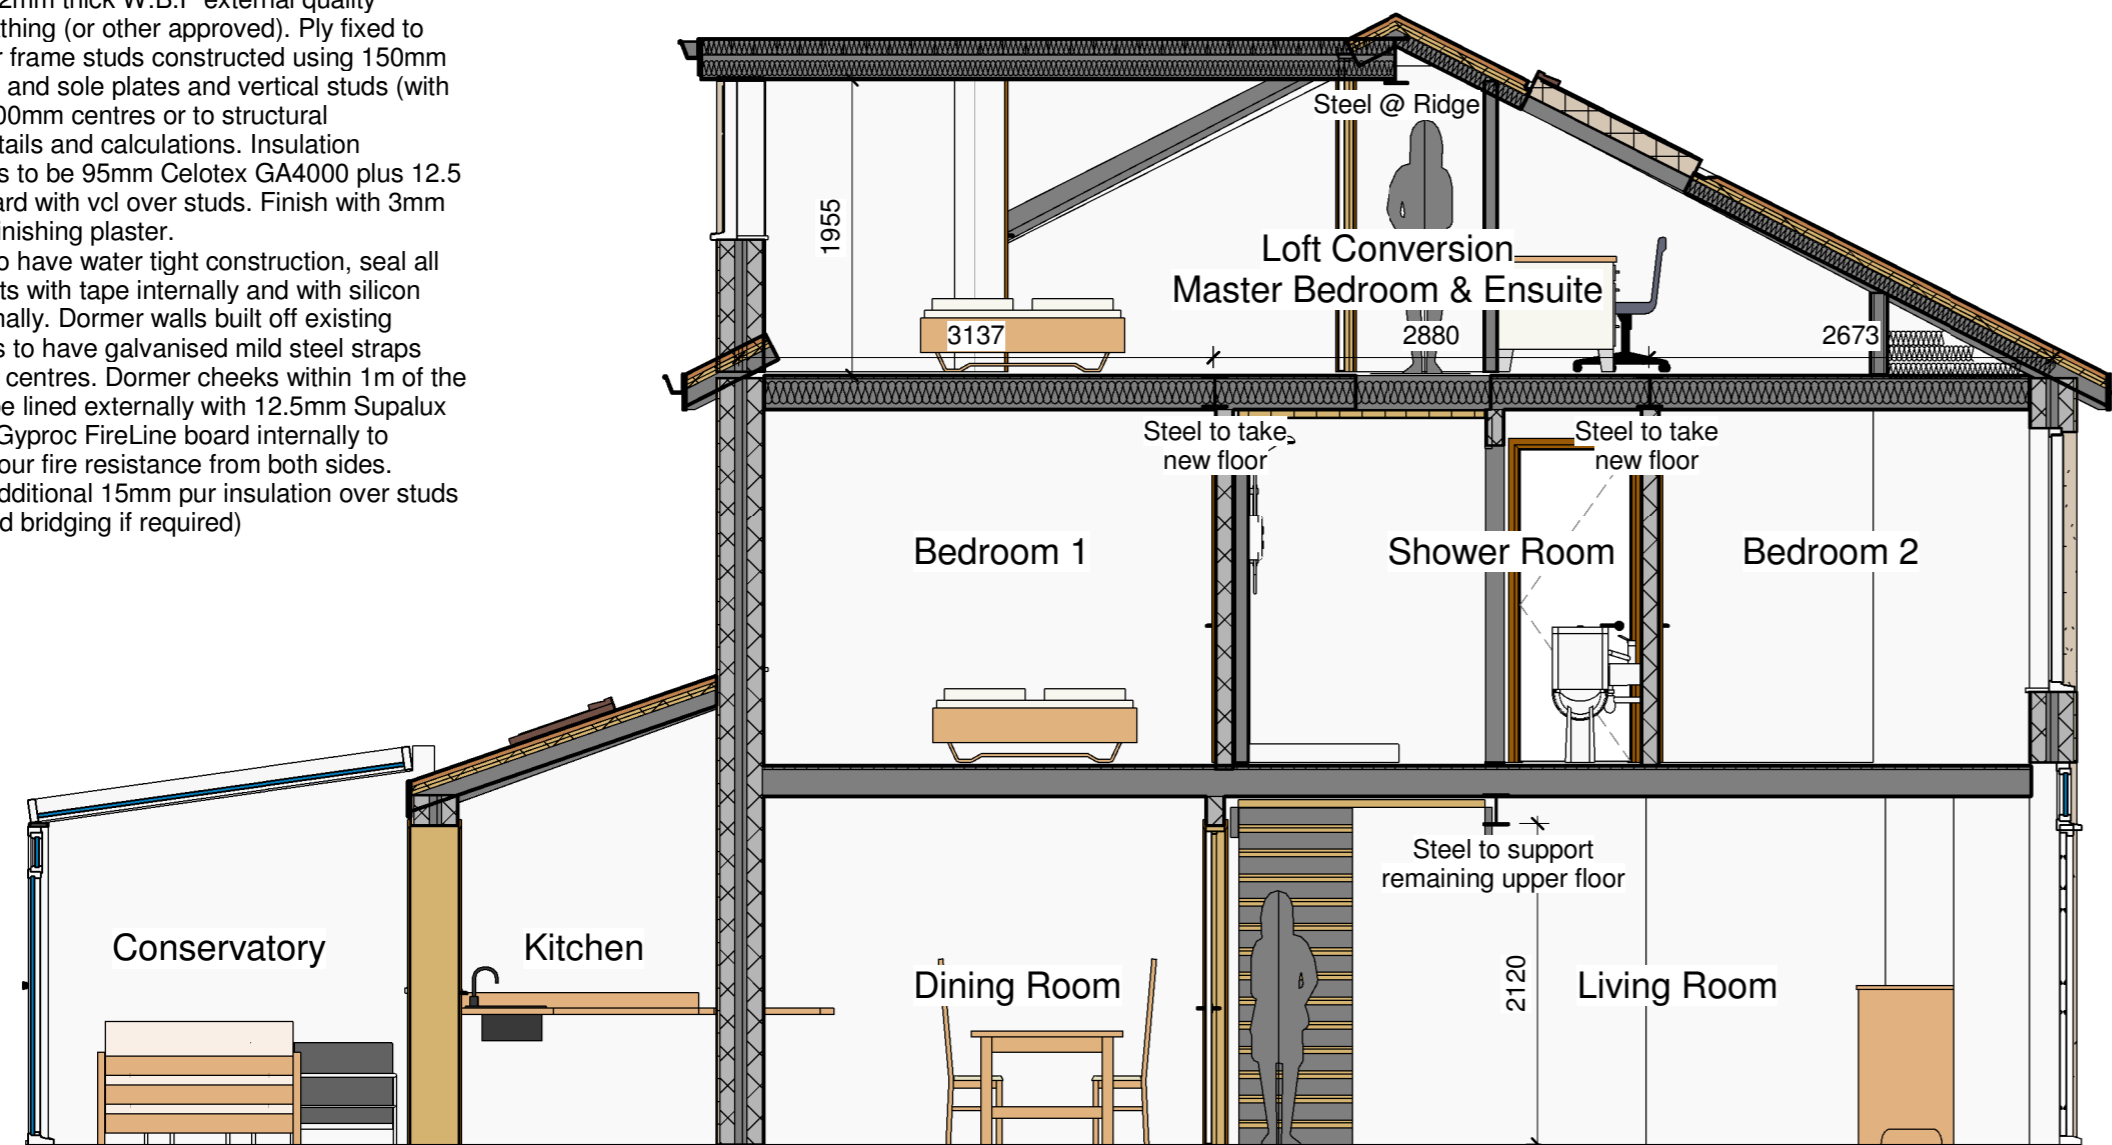 2mm thick W.B.P external quality
thing (or other approved). Ply fixed to
frame studs constructed using 150mm
and sole plates and vertical studs (with
00mm centres or to structural
tails and calculations. Insulation
s to be 95mm Celotex GA4000 plus 12.5
ard with vcl over studs. Finish with 3mm
inishing plaster.
o have water tight construction, seal all
ts with tape internally and with silicon
nally. Dormer walls built off existing
s to have galvanised mild steel straps
centres. Dormer cheeks within 1m of the
be lined externally with 12.5mm Supalux
Gyproc FireLine board internally to
our fire resistance from both sides.
dditional 15mm pur insulation over studs
d bridging if required)
Steel @ Ridge
1955
Loft Conversion
Master Bedroom & Ensuite
3137
2880
2673
Steel to take
new floor
Steel to take
new floor
Bedroom 1
Shower Room
Bedroom 2
Steel to support
remaining upper floor
Conservatory
Kitchen
Dining Room
2120
Living Room